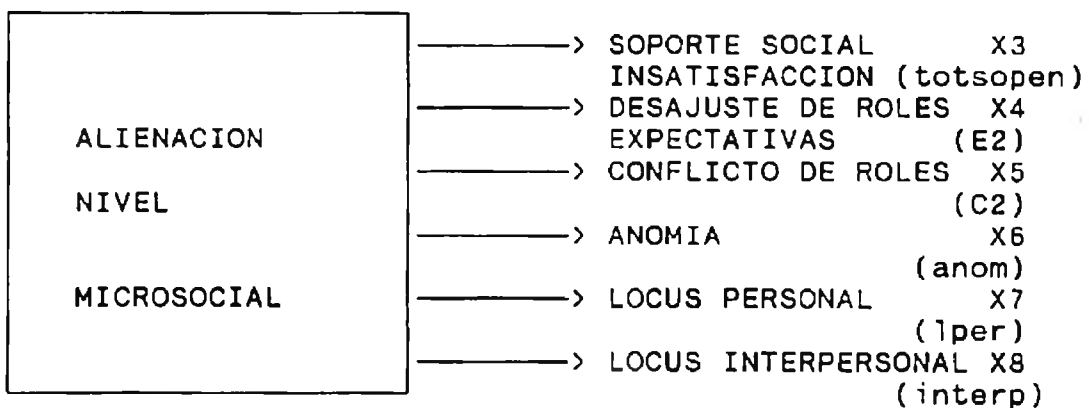 SOPORTE SOCIAL X3
INSATISFACCION (totsopen)
DESAJUSTE DE ROLES X4
ALIENACION EXPECTATIVAS (E2)
CONFLICTO DE ROLES X5
NIVEL (C2)
ANOMIA X6
(anom)
MICROSOCIAL LOCUS PERSONAL X7
(lper)
LOCUS INTERPERSONAL X8
(interp)